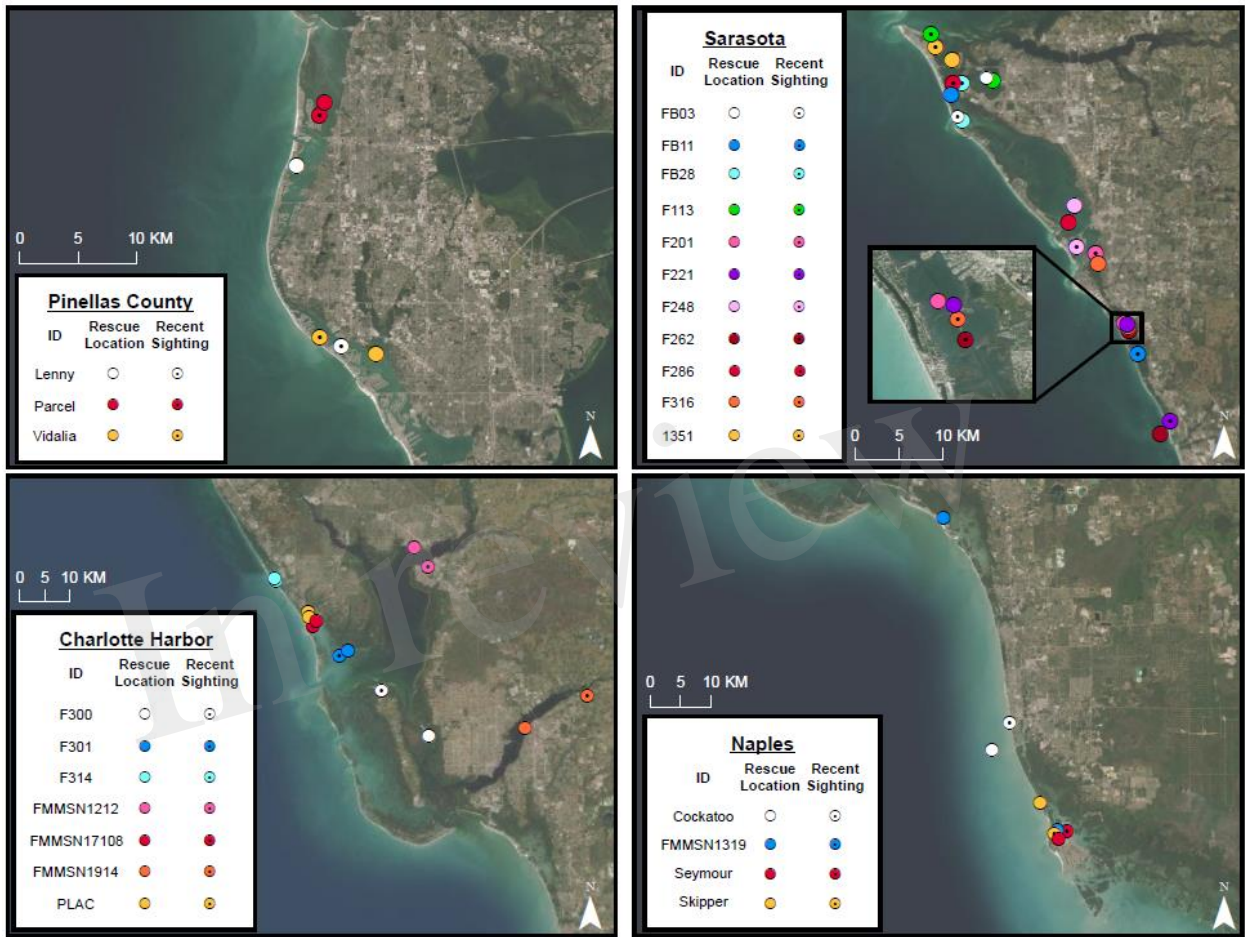 0 5 10 KM
Pinellas County
ID Rescue Location Recent Sighting
Lenny
Parcel
Vidalia
N
Sarasota
ID Rescue Location Recent Sighting
FB03
FB11
FB28
F113
F201
F221
F248
F262
F286
F316
1351
0 5 10 KM
N
0 5 10 KM
Charlotte Harbor
ID Rescue Location Recent Sighting
F300
F301
F314
FMMSN1212
FMMSN17108
FMMSN1914
PLAC
N
0 5 10 KM
Naples
ID Rescue Location Recent Sighting
Cockatoo
FMMSN1319
Seymour
Skipper
N
In review